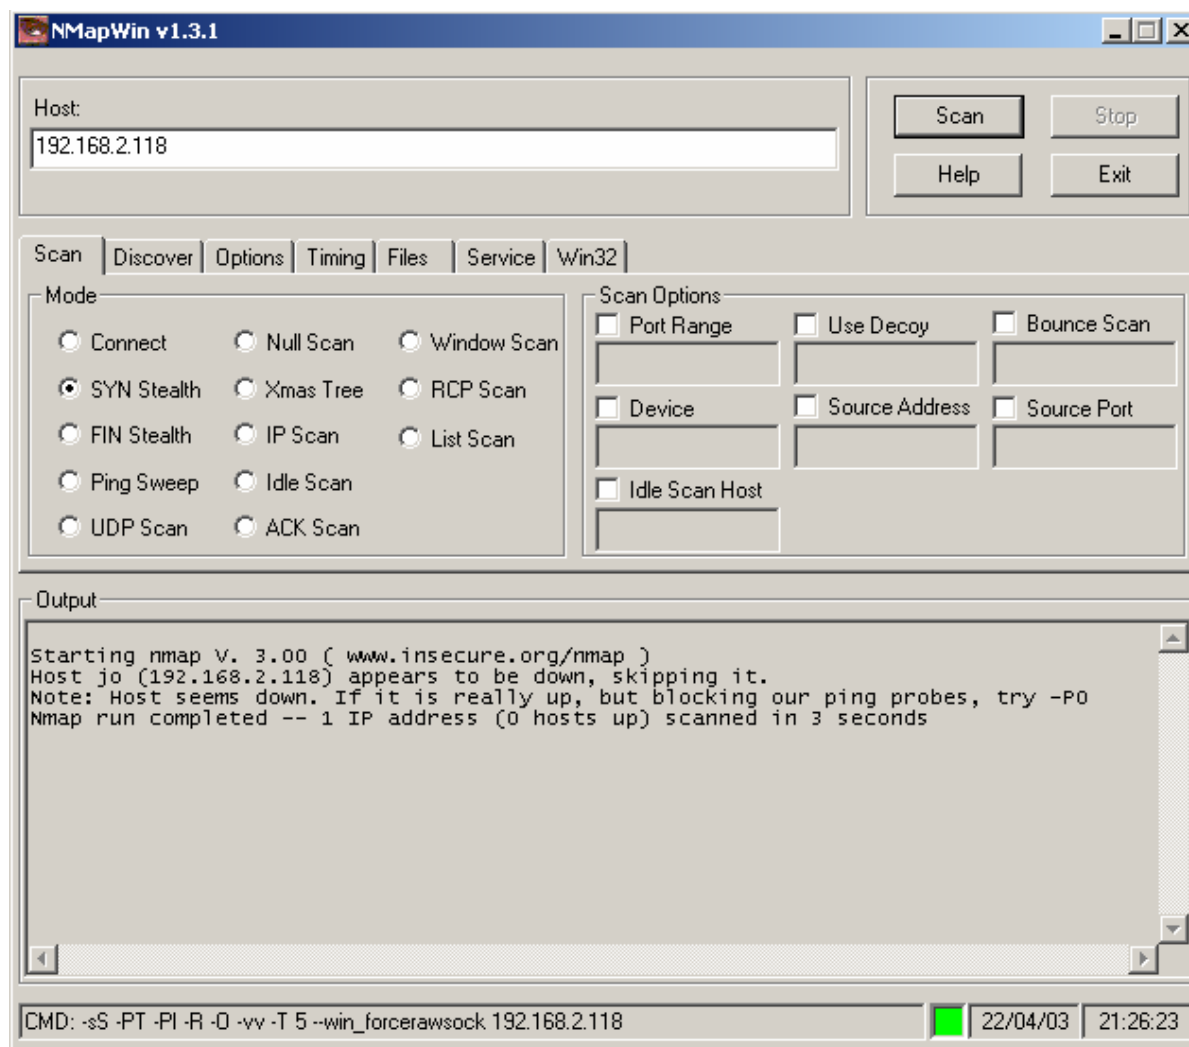 NMapWin v1.3.1
Host:
192.168.2.118
Scan Stop
Help Exit
Scan Discover Options Timing Files Service Win32
Mode
Connect Null Scan Window Scan
SYN Stealth Xmas Tree RCP Scan
FIN Stealth IP Scan List Scan
Ping Sweep Idle Scan
UDP Scan ACK Scan
Scan Options
Port Range Use Decoy Bounce Scan
Device Source Address Source Port
Idle Scan Host
Output
Starting nmap V. 3.00 ( www.insecure.org/nmap )
Host jo (192.168.2.118) appears to be down, skipping it.
Note: Host seems down. If it is really up, but blocking our ping probes, try -P0
Nmap run completed -- 1 IP address (0 hosts up) scanned in 3 seconds
CMD: -sS -PT -PI -R -O -vv -T 5 --win_forcerawsock 192.168.2.118
22/04/03 21:26:23